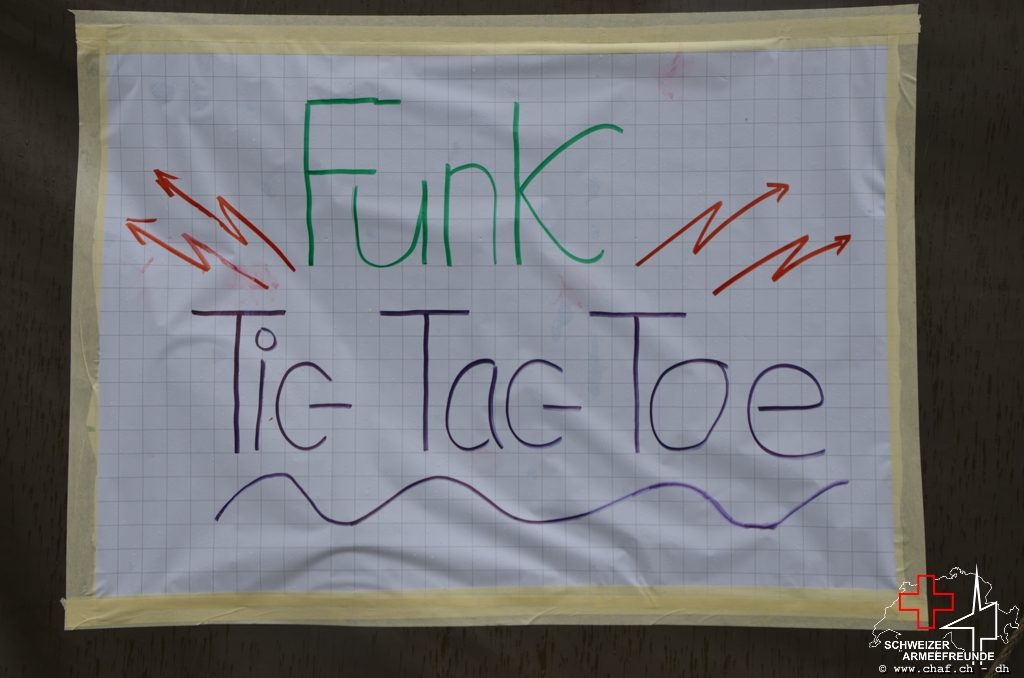 Funk
Tic-Tac-Toe
SCHWEIZER
ARMEEFREUNDE
© www.chaf.ch - dh